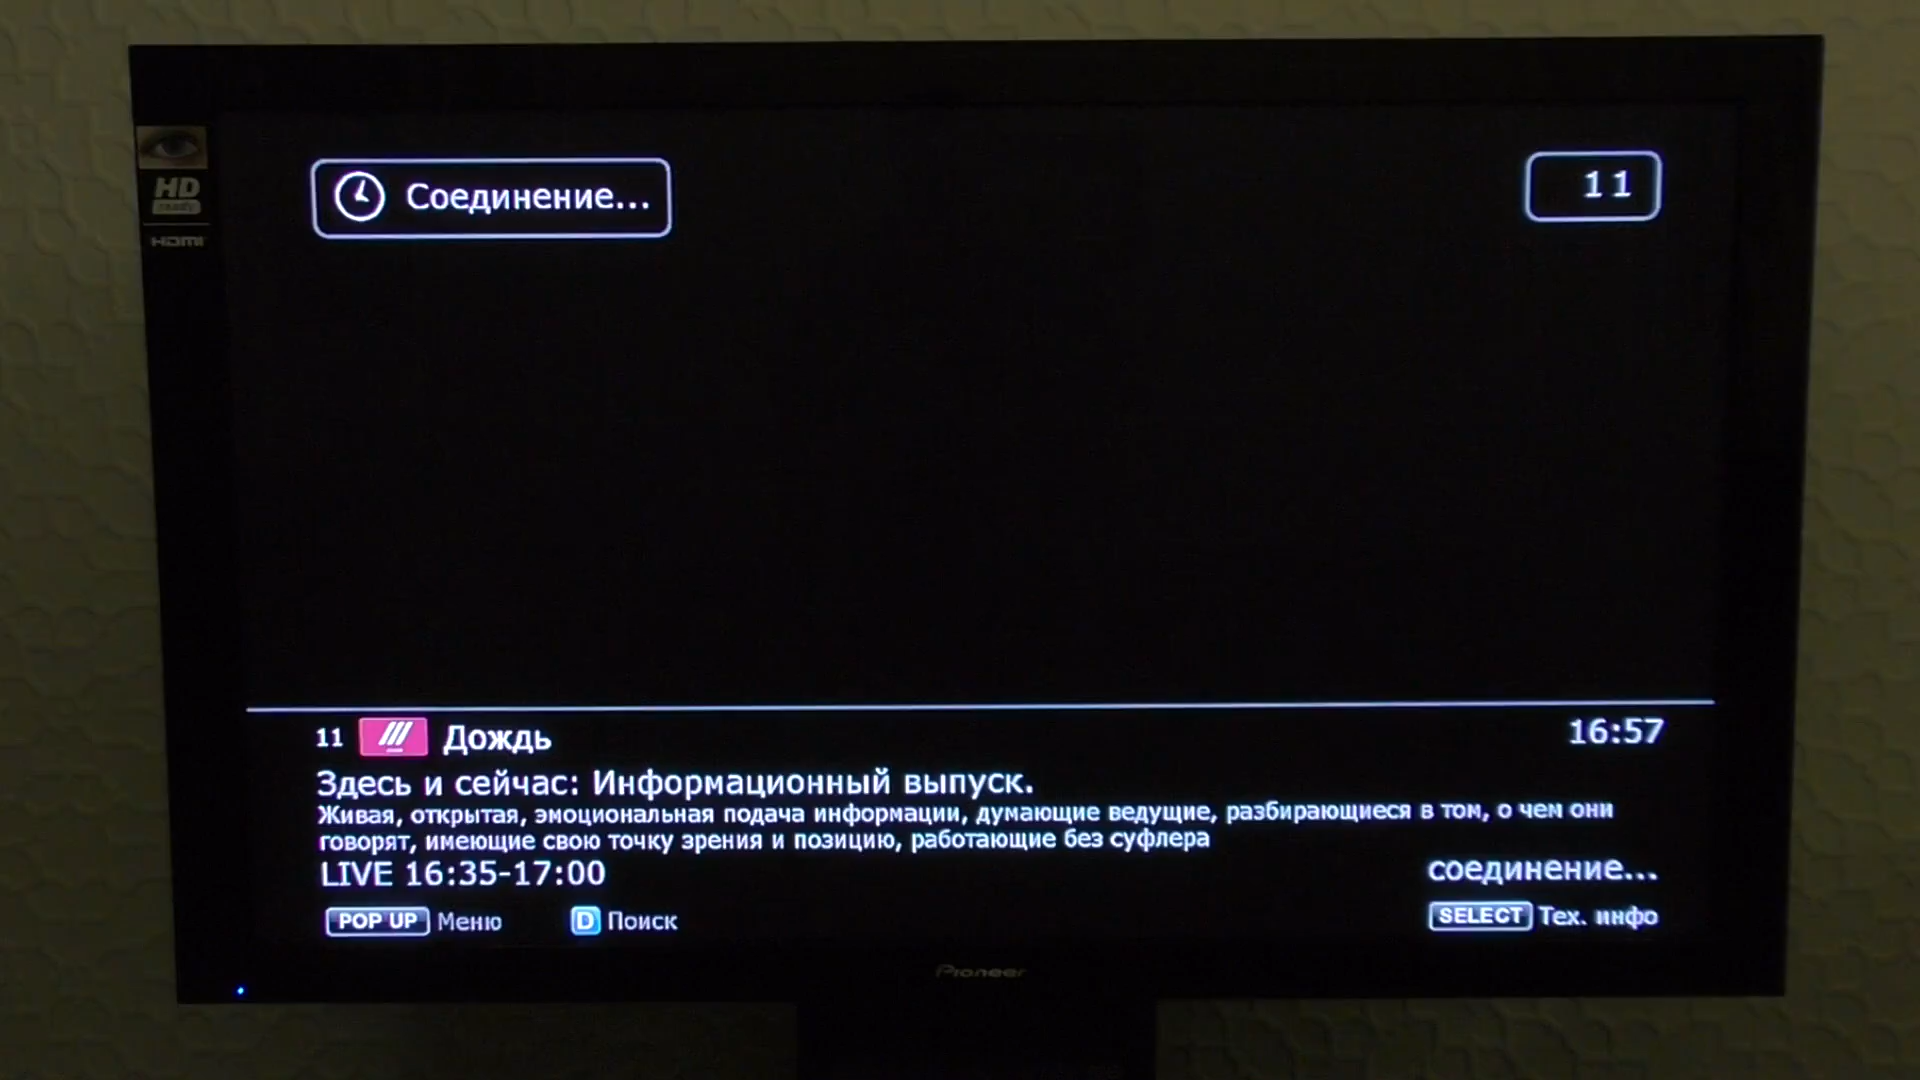 HD
ready
HDMI
Соединение...
11
11 Дождь
16:57
Здесь и сейчас: Информационный выпуск.
Живая, открытая, эмоциональная подача информации, думающие ведущие, разбирающиеся в том, о чем они
говорят, имеющие свою точку зрения и позицию, работающие без суфлера
LIVE 16:35-17:00
соединение...
POP UP Меню
D Поиск
SELECT Тех. инфо
Pioneer